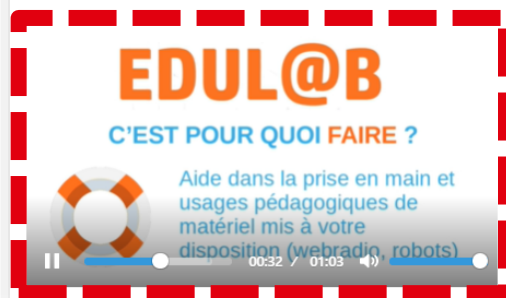 EDUL@B
C'EST POUR QUOI FAIRE ?
Aide dans la prise en main et
usages pédagogiques de
matériel mis à votre
disposition (webradio, robots)
00:32 / 01:03